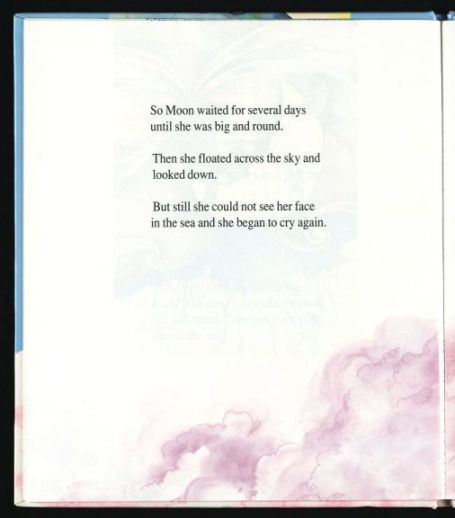 So Moon waited for several days
until she was big and round.
Then she floated across the sky and
looked down.
But still she could not see her face
in the sea and she began to cry again.